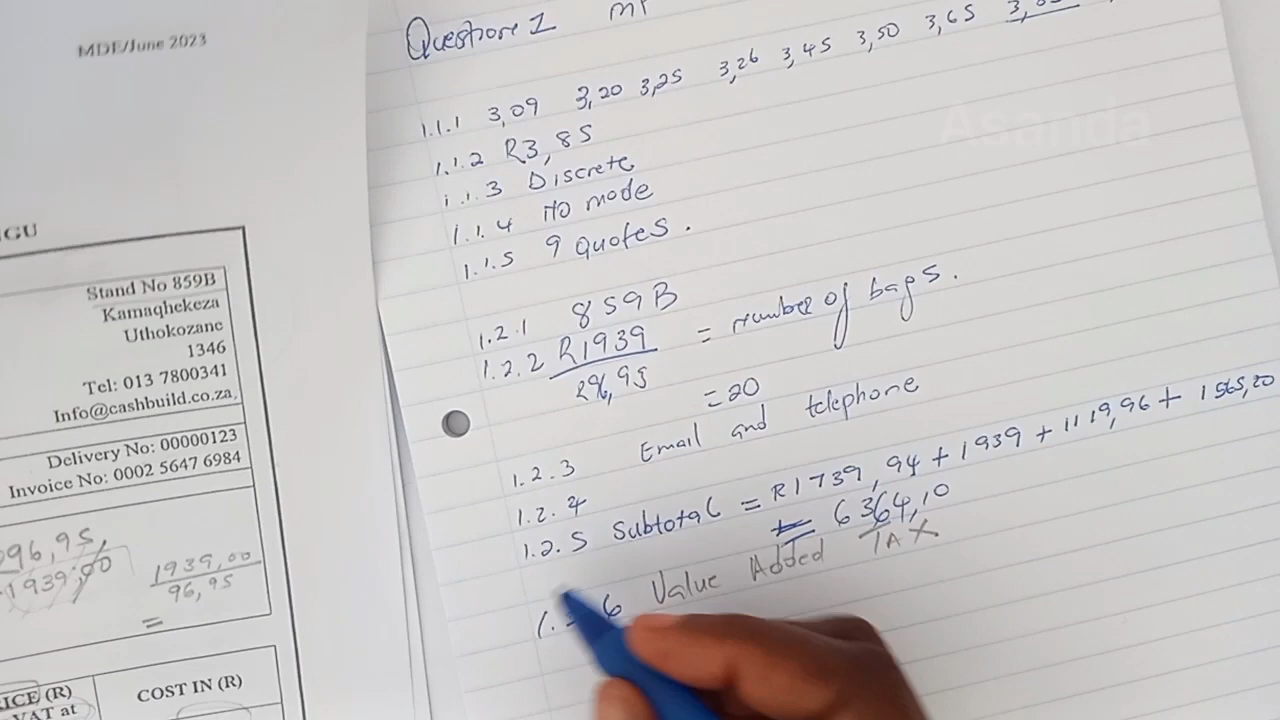 MDE/June 2023
GU
Stand No 859B
Kamaqhekeza
Uthokozane
1346
Tel: 013 7800341
Info@cashbuild.co.za,
Delivery No: 00000123
Invoice No: 0002 5647 6984
96,95
1939,00
1939,00
96,95
=
RICE (R)
VAT at
COST IN (R)
Question 1
1.1.1 3,09 3,20 3,25 3,26 3,45 3,50 3,65
1.1.2 R3,85
1.1.3 Discrete
1.1.4 no mode
1.1.5 9 Quotes.
1.2.1 859B
1.2.2 R1939 = number of bags.
96,95
=20
1.2.3 Email and telephone
1.2.4
1.2.5 Subtotal = R1739,94 + 1939 + 1119,96 + 1565,20
= 6364,10
6 Value Added TAX
Asanda